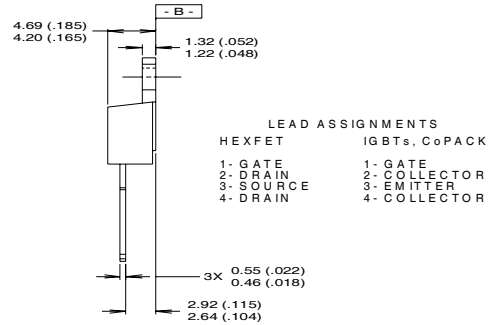 - B -
4.69 (.185)
4.20 (.165)
1.32 (.052)
1.22 (.048)
LEAD ASSIGNMENTS
HEXFET
1- GATE
2- DRAIN
3- SOURCE
4- DRAIN
IGBTs, CoPACK
1- GATE
2- COLLECTOR
3- EMITTER
4- COLLECTOR
3X 0.55 (.022)
0.46 (.018)
2.92 (.115)
2.64 (.104)